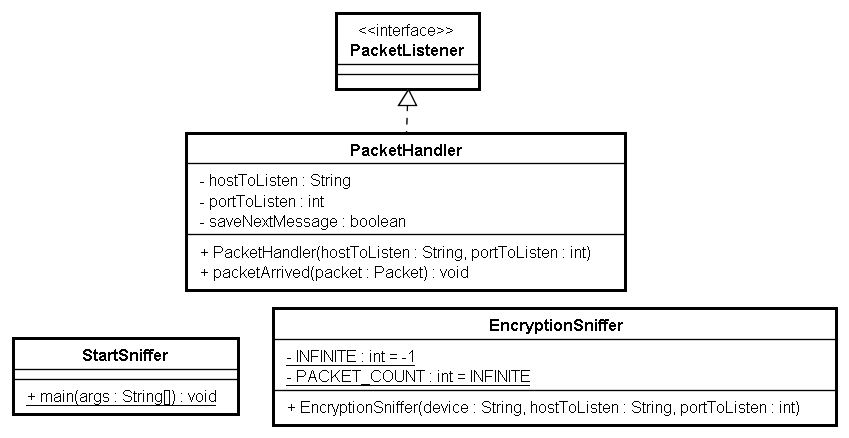 <<interface>>
PacketListener
PacketHandler
- hostToListen : String
- portToListen : int
- saveNextMessage : boolean
+ PacketHandler(hostToListen : String, portToListen : int)
+ packetArrived(packet : Packet) : void
StartSniffer
+ main(args : String[]) : void
EncryptionSniffer
- INFINITE : int = -1
- PACKET_COUNT : int = INFINITE
+ EncryptionSniffer(device : String, hostToListen : String, portToListen : int)